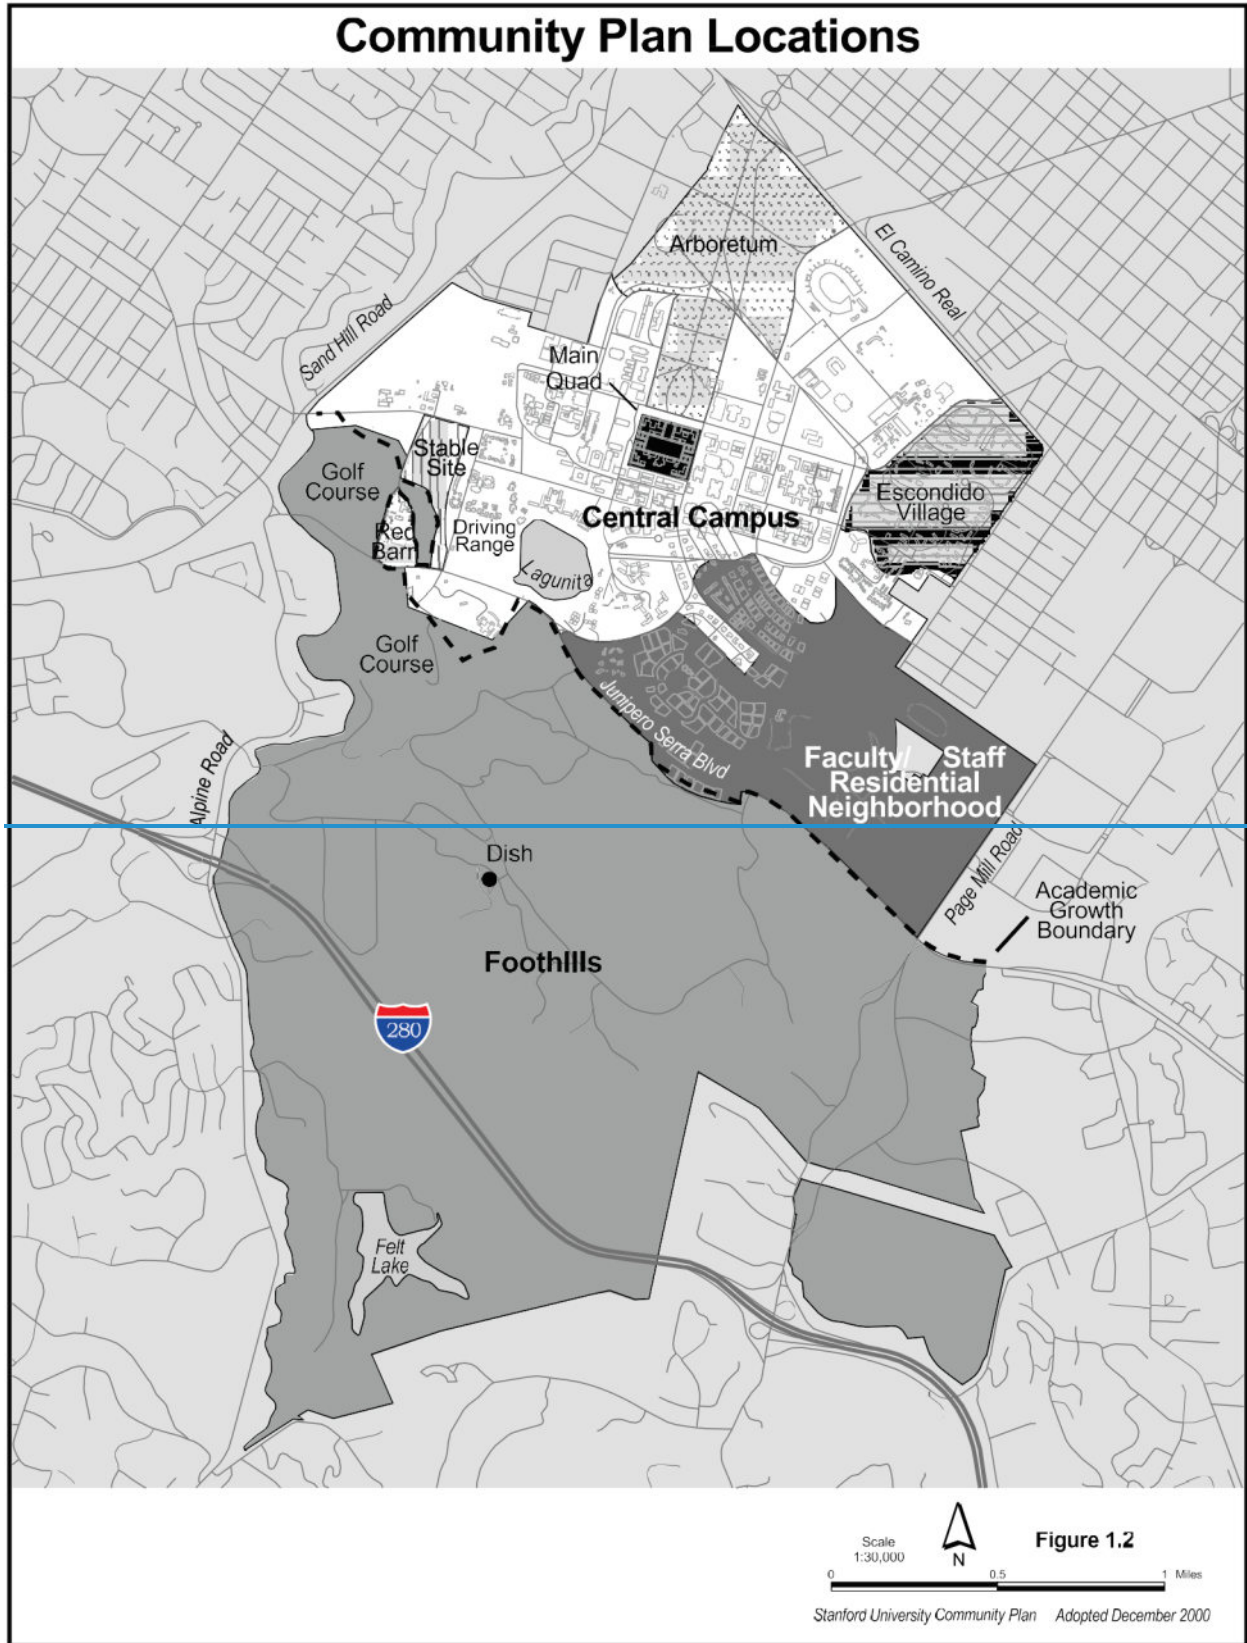 Community Plan Locations
Arboretum
El Camino Real
Sand Hill Road
Main
Quad
Golf
Course
Stable
Site
Escondido
Village
Red
Barn
Driving
Range
Central Campus
Lagunita
Golf
Course
Junipero Serra Blvd
Faculty/ Staff
Residential
Neighborhood
Alpine Road
Page Mill Road
Dish
Academic
Growth
Boundary
Foothills
280
Felt
Lake
Scale
1:30,000
N
Figure 1.2
0 0.5 1 Miles
Stanford University Community Plan Adopted December 2000